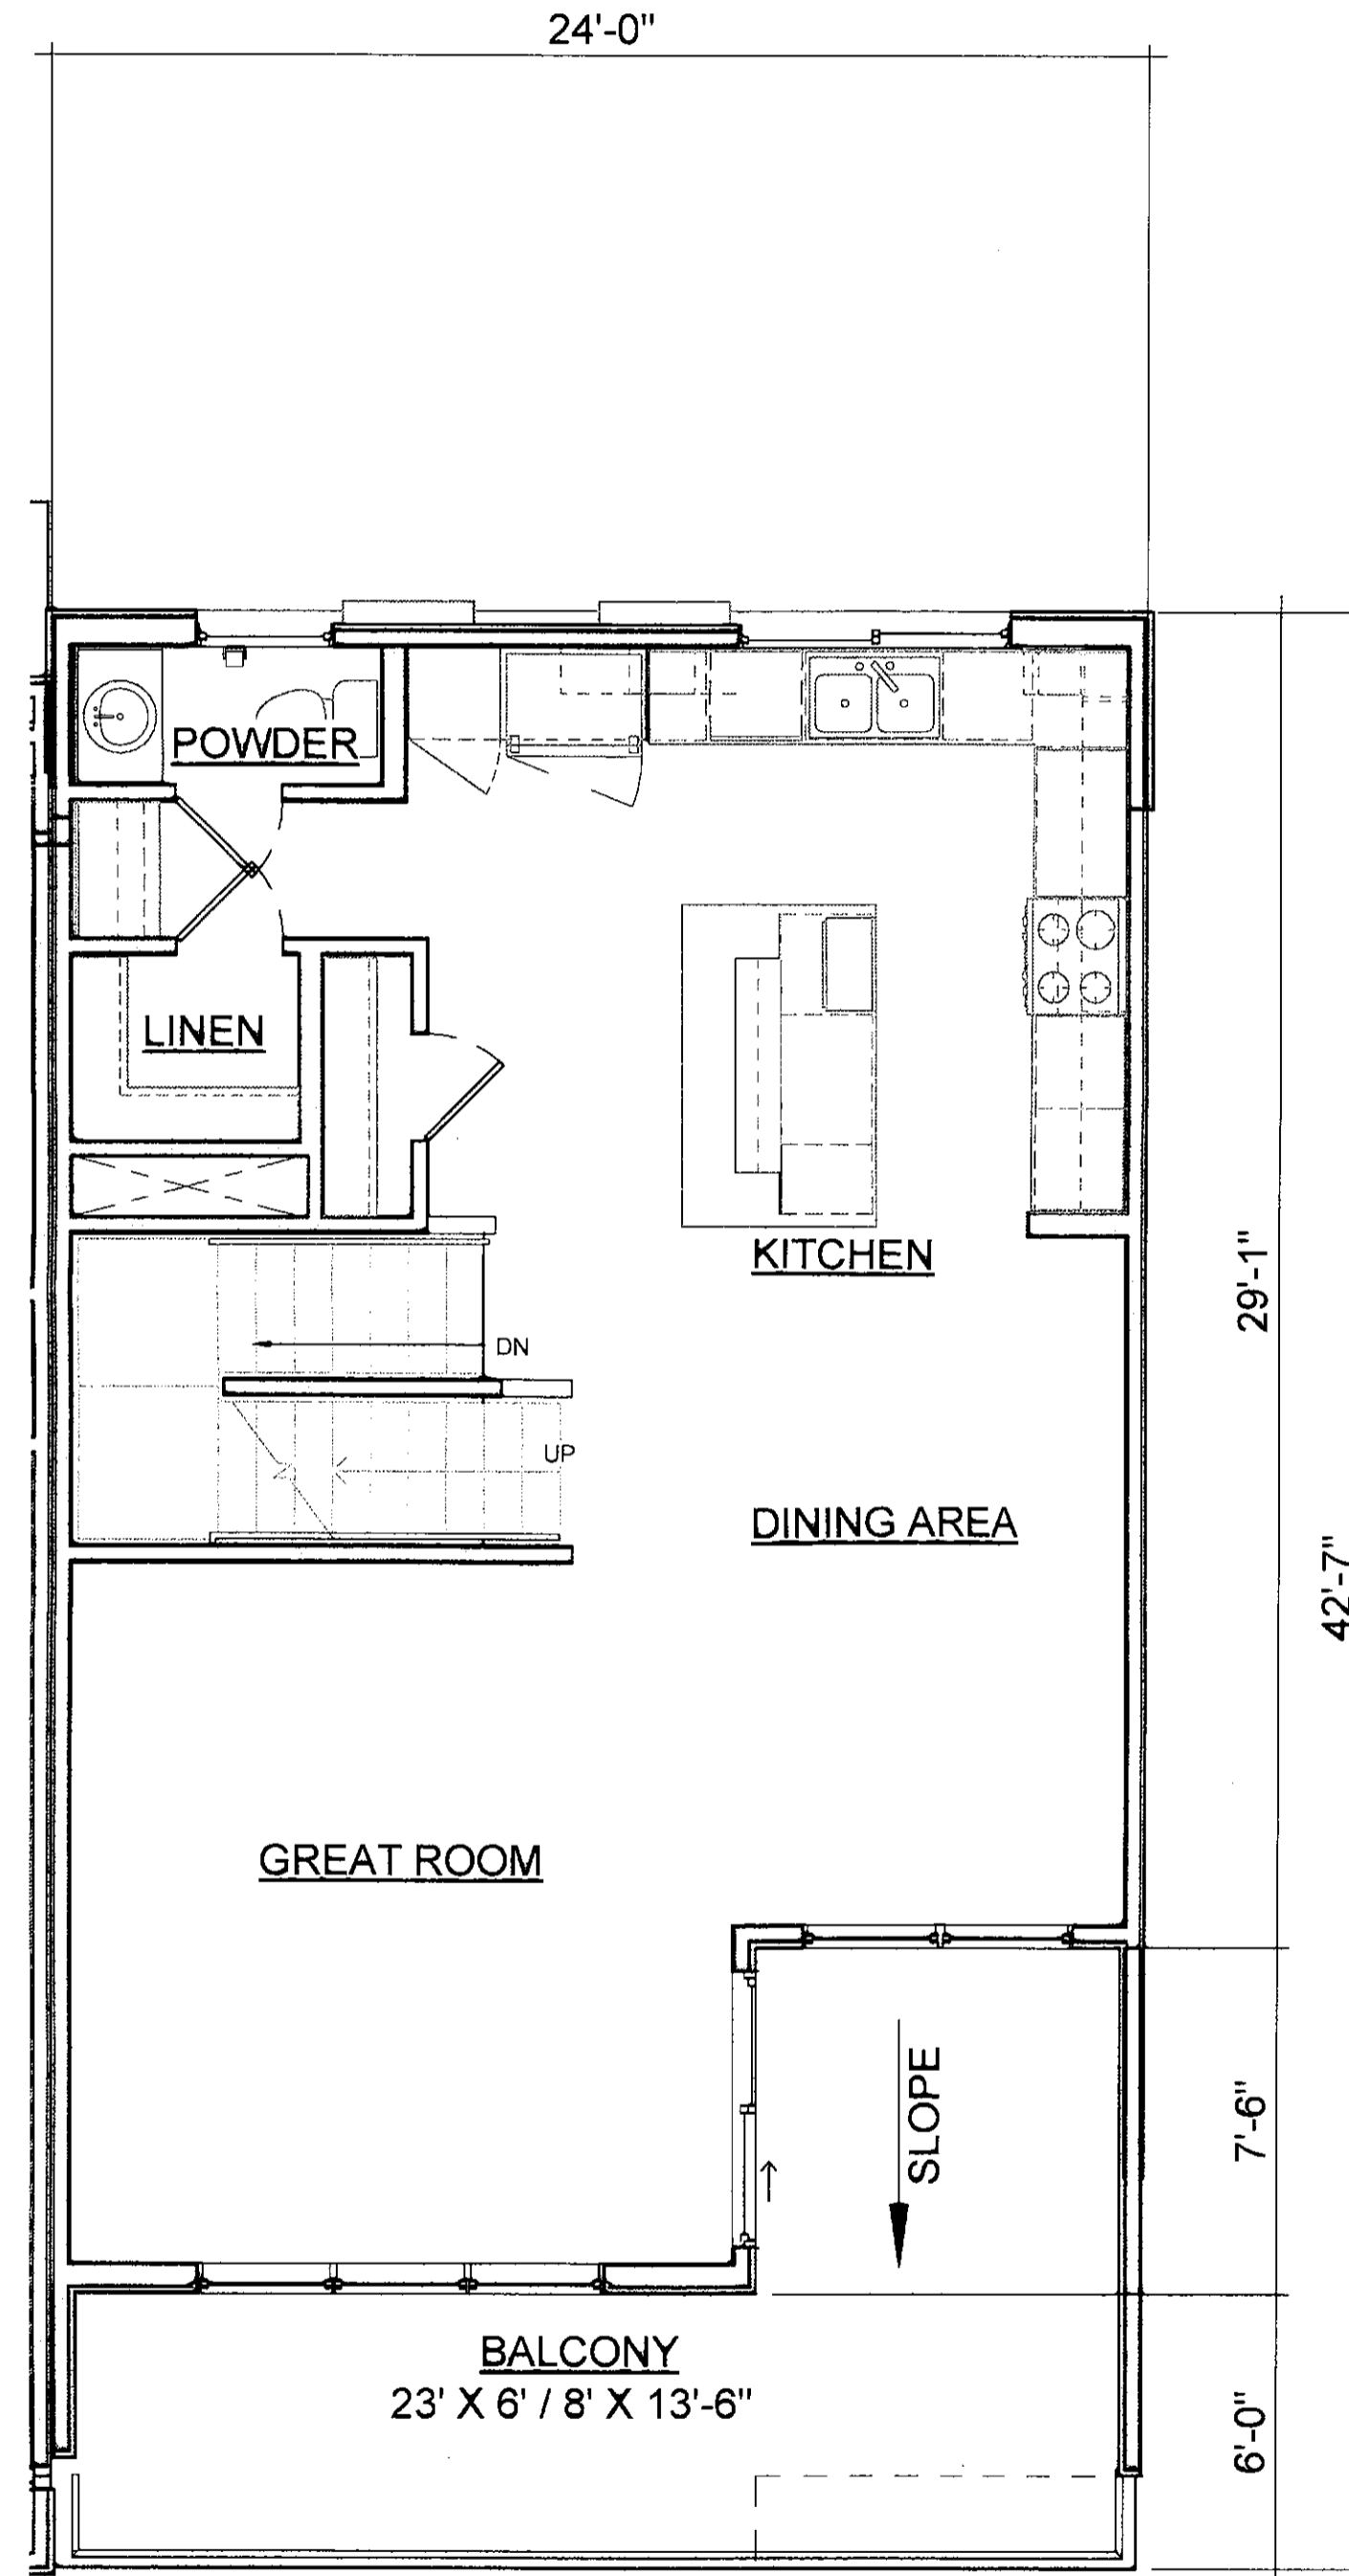 24'-0"
POWDER
LINEN
KITCHEN
29'-1"
DN
UP
DINING AREA
42'-7"
GREAT ROOM
SLOPE
7'-6"
BALCONY
23' X 6' / 8' X 13'-6"
6'-0"